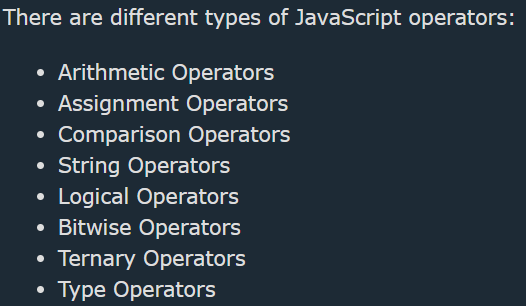 There are different types of JavaScript operators:
• Arithmetic Operators
• Assignment Operators
• Comparison Operators
• String Operators
• Logical Operators
• Bitwise Operators
• Ternary Operators
• Type Operators